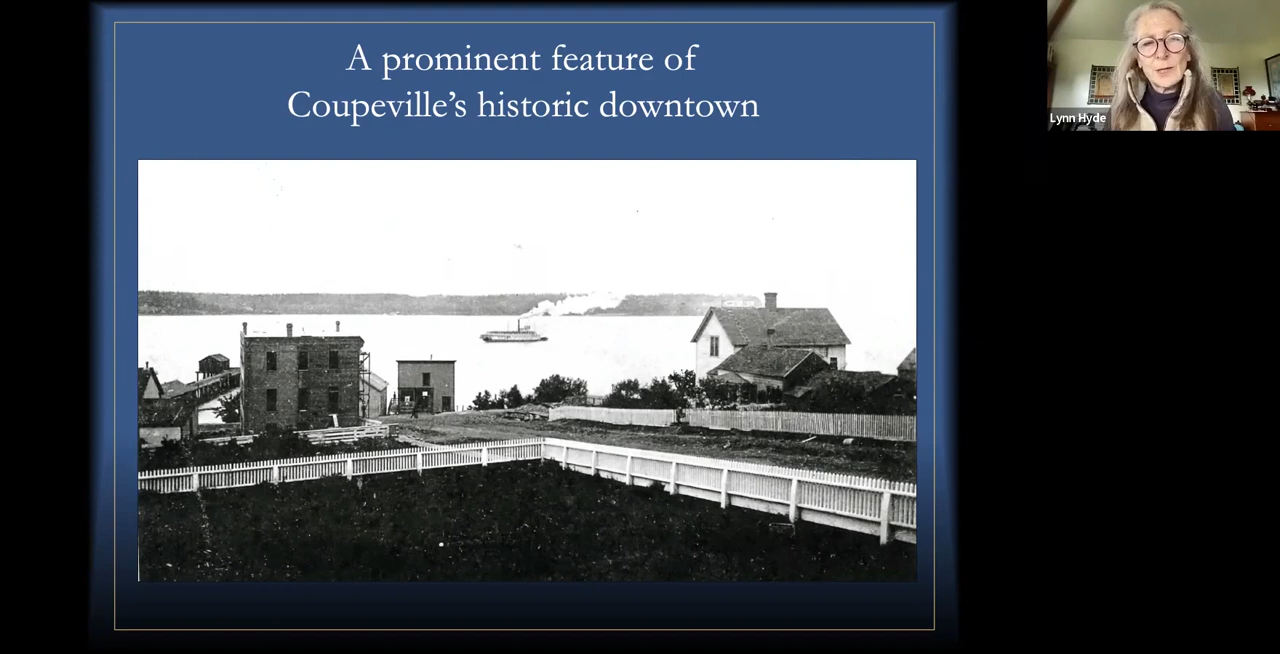 A prominent feature of
Coupeville’s historic downtown
Lynn Hyde